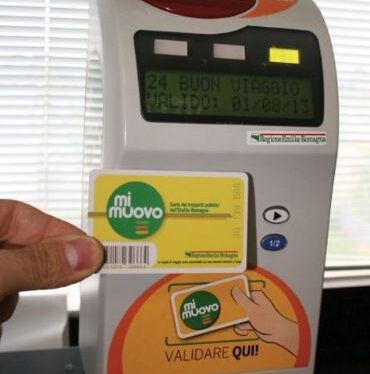 24 BUON VIAGGIO
VALIDO: 01/08/13
RegioneEmilia-Romagna
mi
muovo
Carta dei trasporti pubblici
dell'Emilia-Romagna
RegioneEmilia-Romagna
1/2
mi
muovo
VALIDARE QUI!